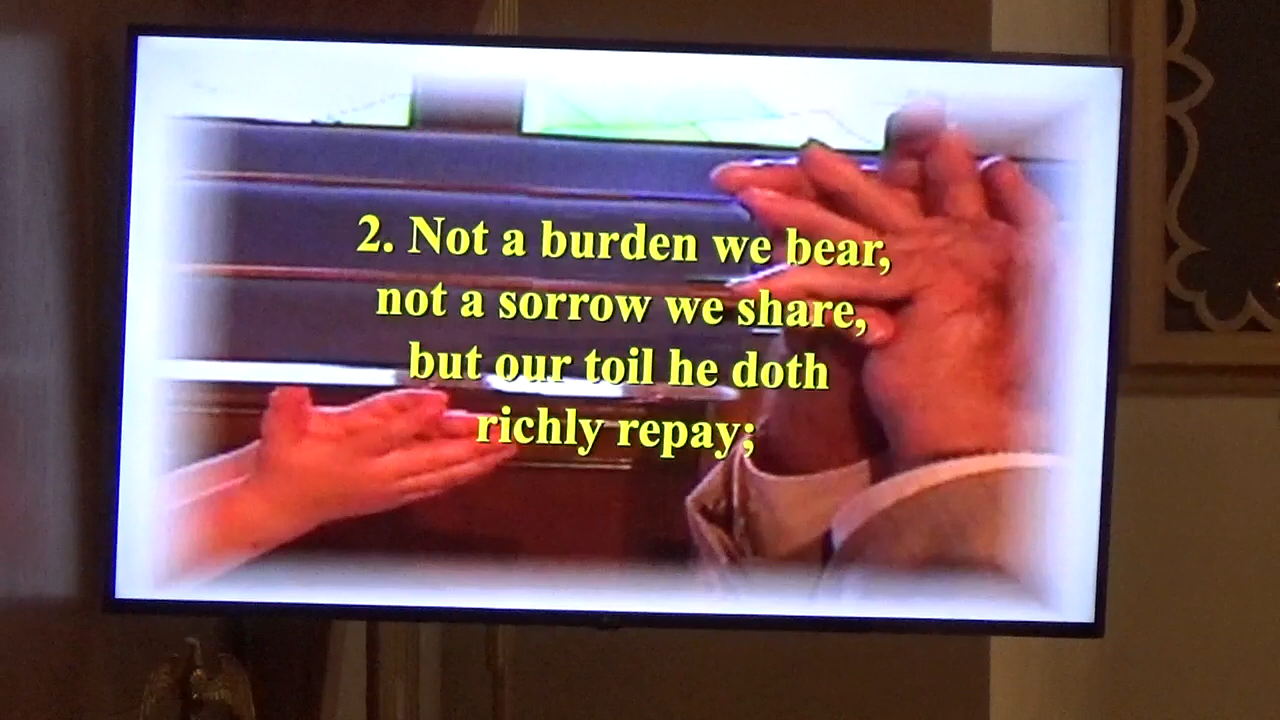 2. Not a burden we bear,
not a sorrow we share,
but our toil he doth
richly repay;